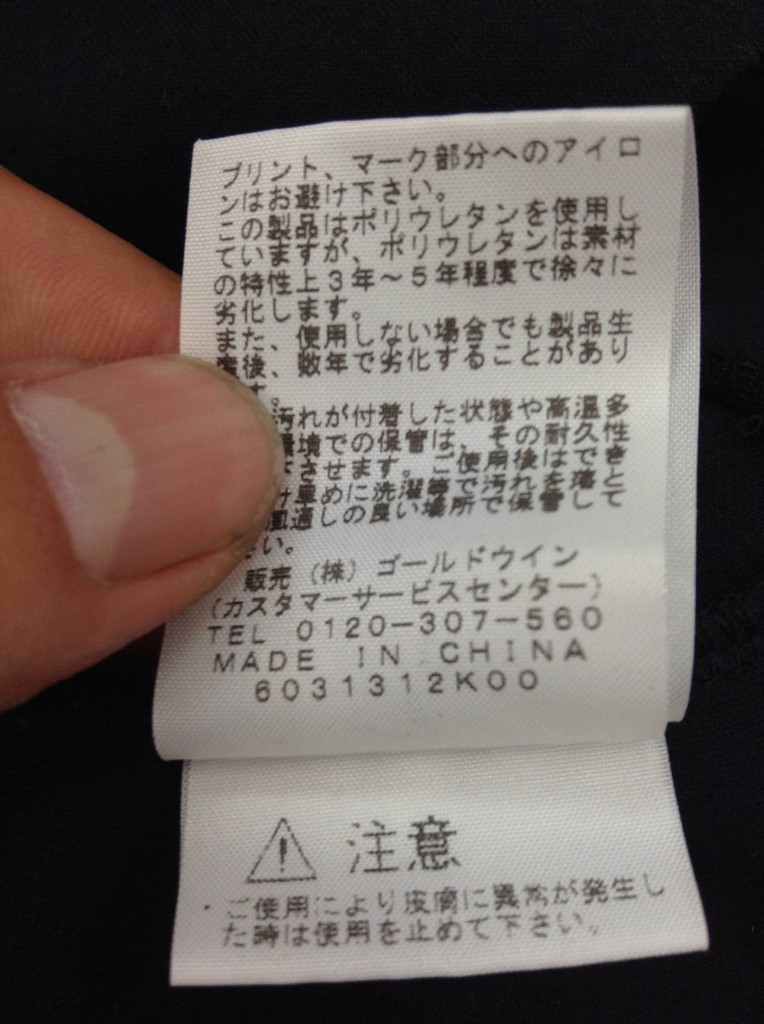 プリント、マーク部分へのアイロ
ンはお避け下さい。
この製品はポリウレタンを使用し
ていますが、ポリウレタンは素材
の特性上3年〜5年程度で徐々に
劣化します。
また、使用しない場合でも製品生
産後、数年で劣化することがあり
す。
汚れが付着した状態や高温多
環境での保管は、その耐久性
下させます。ご使用後はでき
け早めに洗濯等で汚れを落と
風通しの良い場所で保管して
さい。
販売(株)ゴールドウイン
(カスタマーサービスセンター)
TEL 0120-307-560
MADE IN CHINA
6031312K00
注意
・ご使用により皮膚に異常が発生し
た時は使用を止めて下さい。